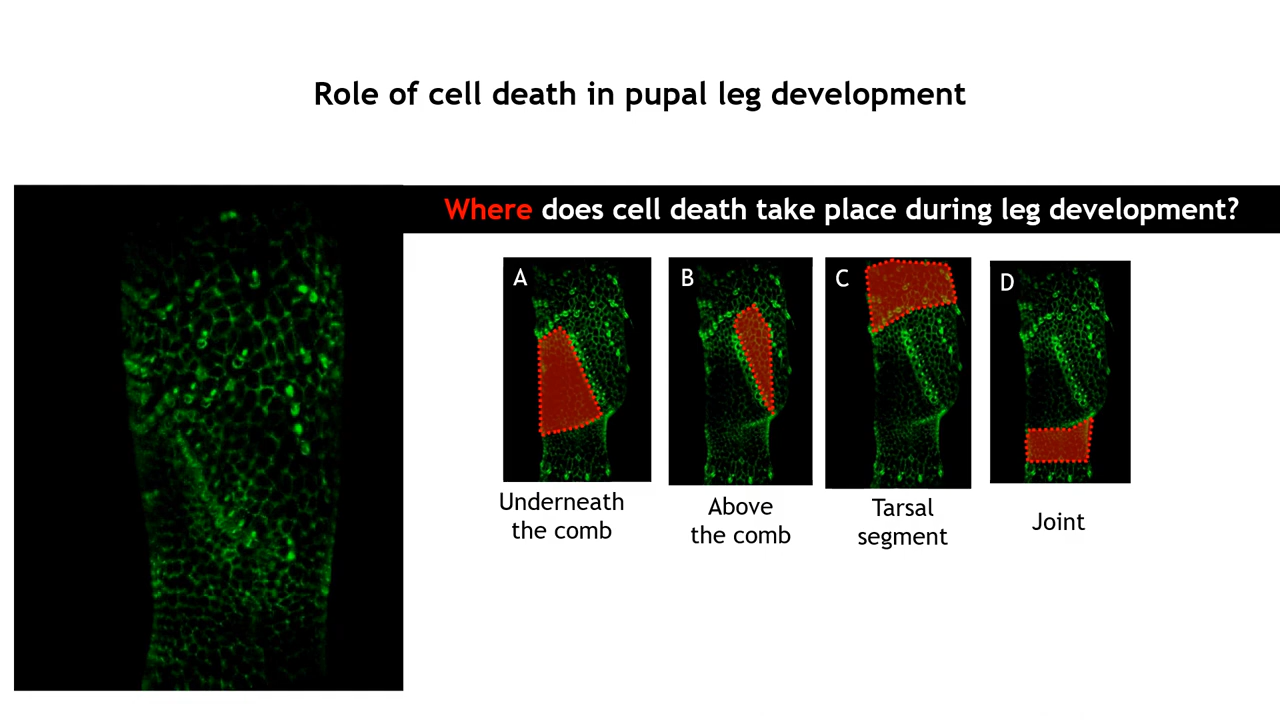 Role of cell death in pupal leg development
Where does cell death take place during leg development?
A
B
C
D
Underneath
the comb
Above
the comb
Tarsal
segment
Joint